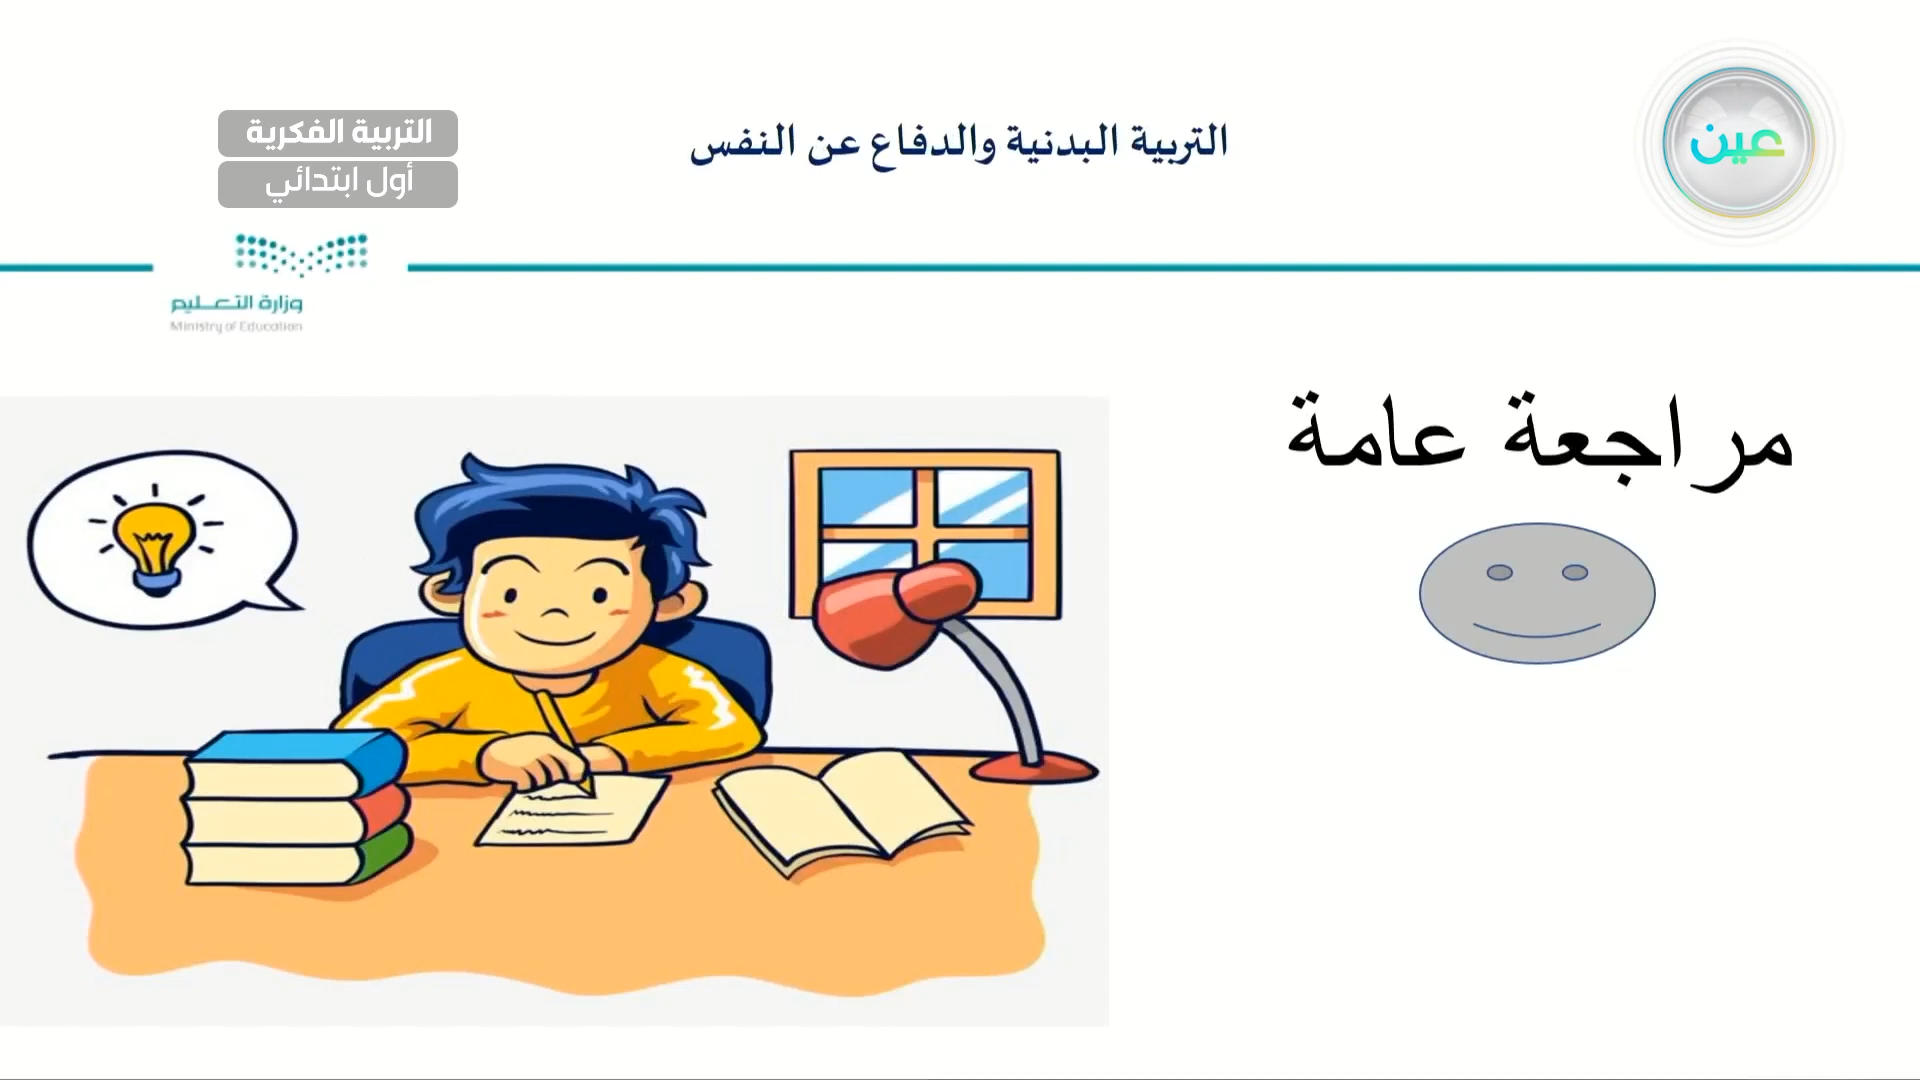 التربية الفكرية
أول ابتدائي
التربية البدنية والدفاع عن النفس
عين
وزارة التعليم
Ministry of Education
مراجعة عامة